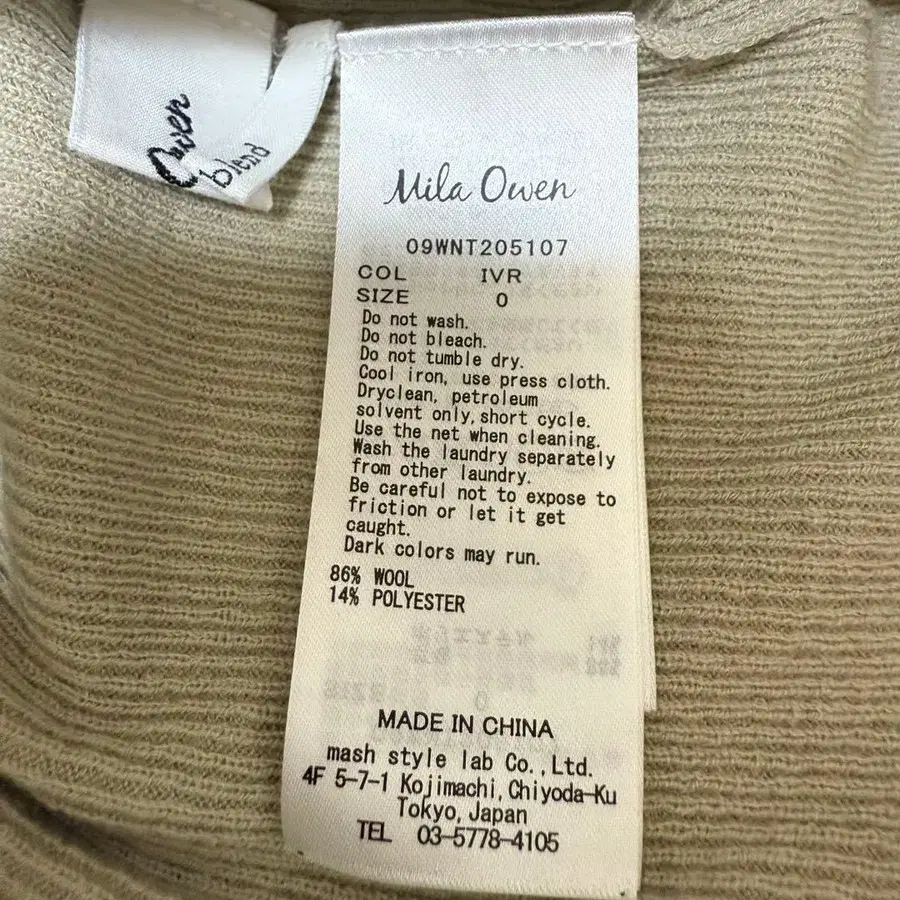 Owen
blend
Mila Owen
09WNT205107
COL IVR
SIZE 0
Do not wash.
Do not bleach.
Do not tumble dry.
Cool iron, use press cloth.
Dryclean, petroleum
solvent only, short cycle.
Use the net when cleaning.
Wash the laundry separately
from other laundry.
Be careful not to expose to
friction or let it get
caught.
Dark colors may run.
86% WOOL
14% POLYESTER
MADE IN CHINA
mash style lab Co., Ltd.
4F 5-7-1 Kojimachi, Chiyoda-Ku
Tokyo, Japan
TEL 03-5778-4105